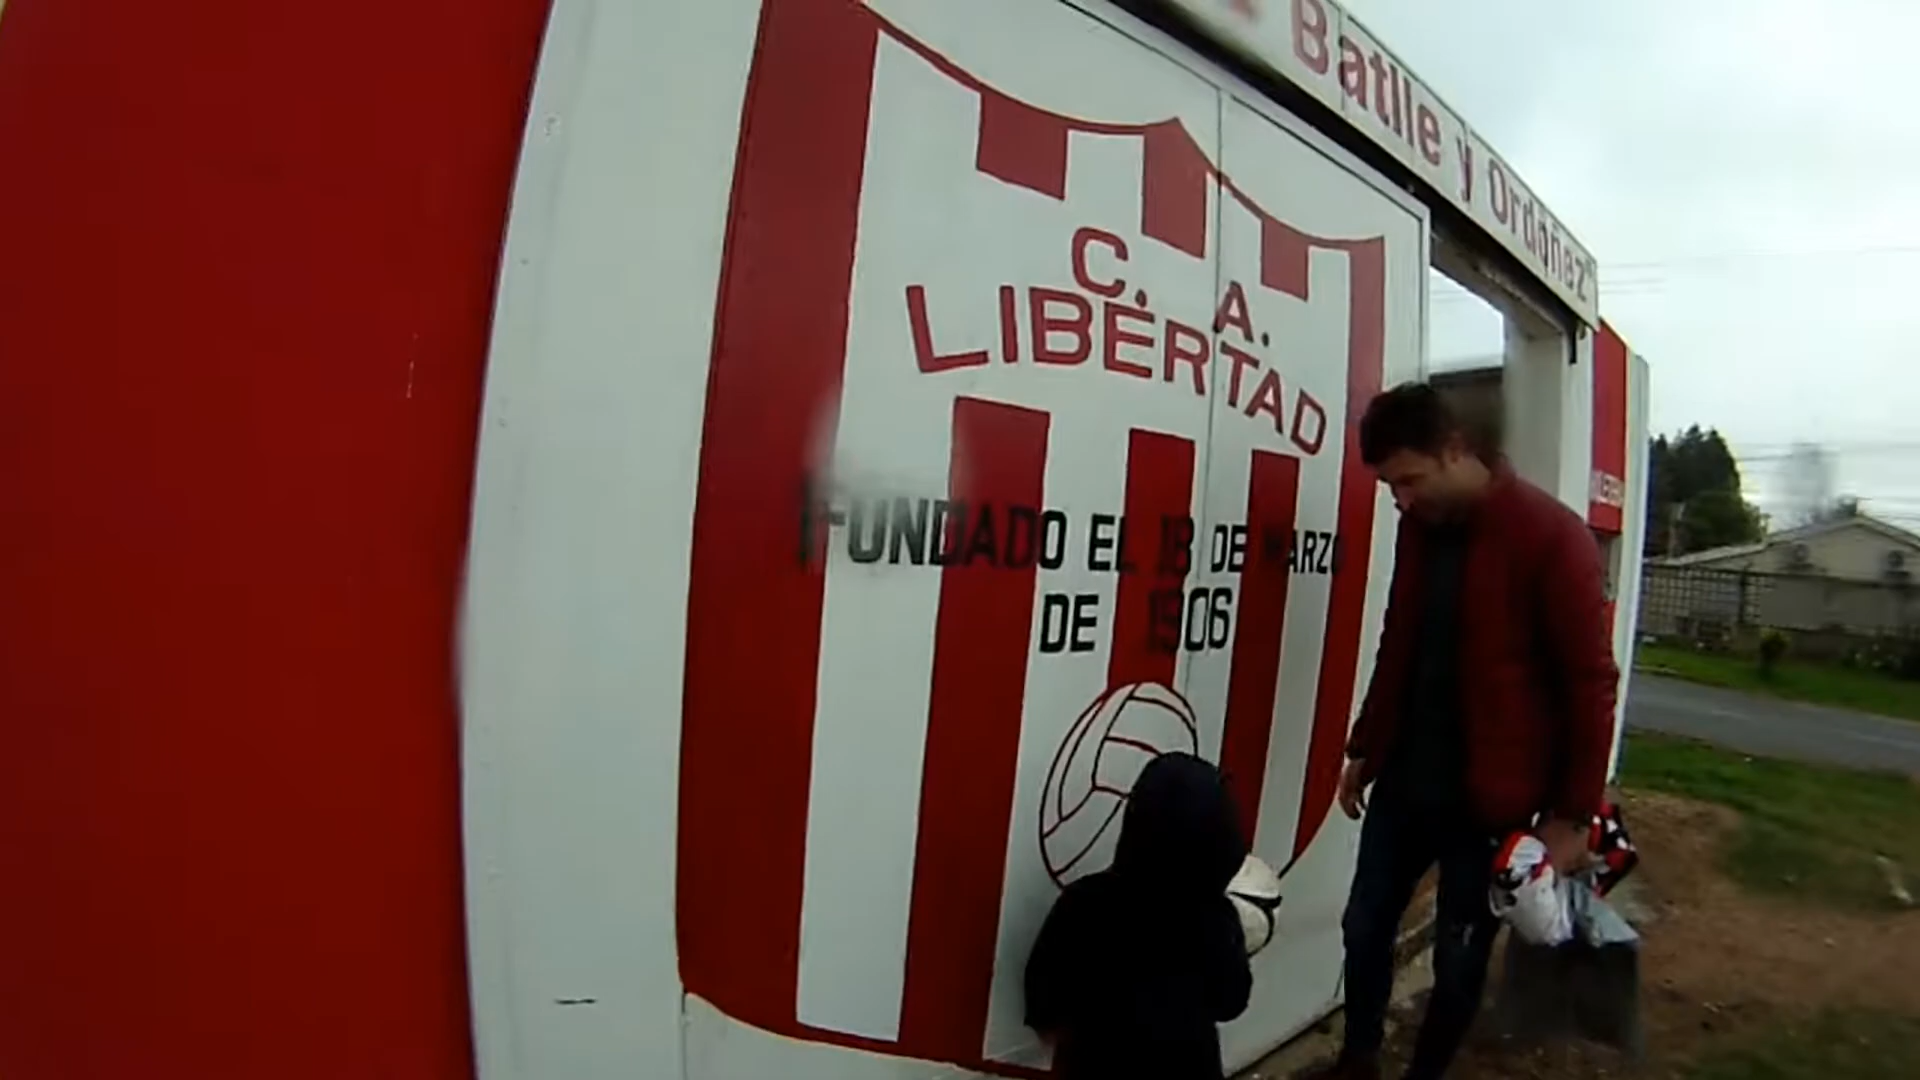 Batlle y Ordóñez"
C. A.
LIBERTAD
FUNDADO EL 18 DE MARZO
DE 1906